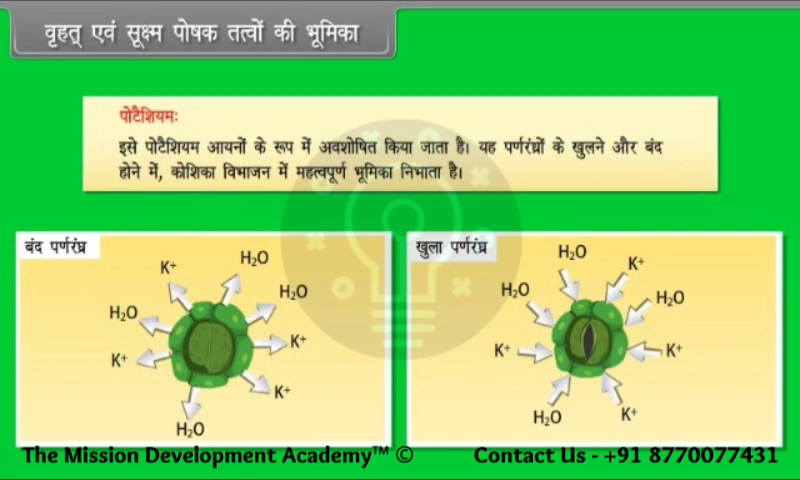 वृहत् एवं सूक्ष्म पोषक तत्वों की भूमिका
पोटैशियमः
इसे पोटैशियम आयनों के रूप में अवशोषित किया जाता है। यह पर्णरंध्रों के खुलने और बंद
होने में, कोशिका विभाजन में महत्वपूर्ण भूमिका निभाता है।
बंद पर्णरंध्र
K⁺
H₂O
H₂O
H₂O
K⁺
K⁺
K⁺
H₂O
खुला पर्णरंध्र
H₂O
K⁺
H₂O
H₂O
K⁺
K⁺
H₂O
K⁺
The Mission Development Academy™ ©
Contact Us - +91 8770077431